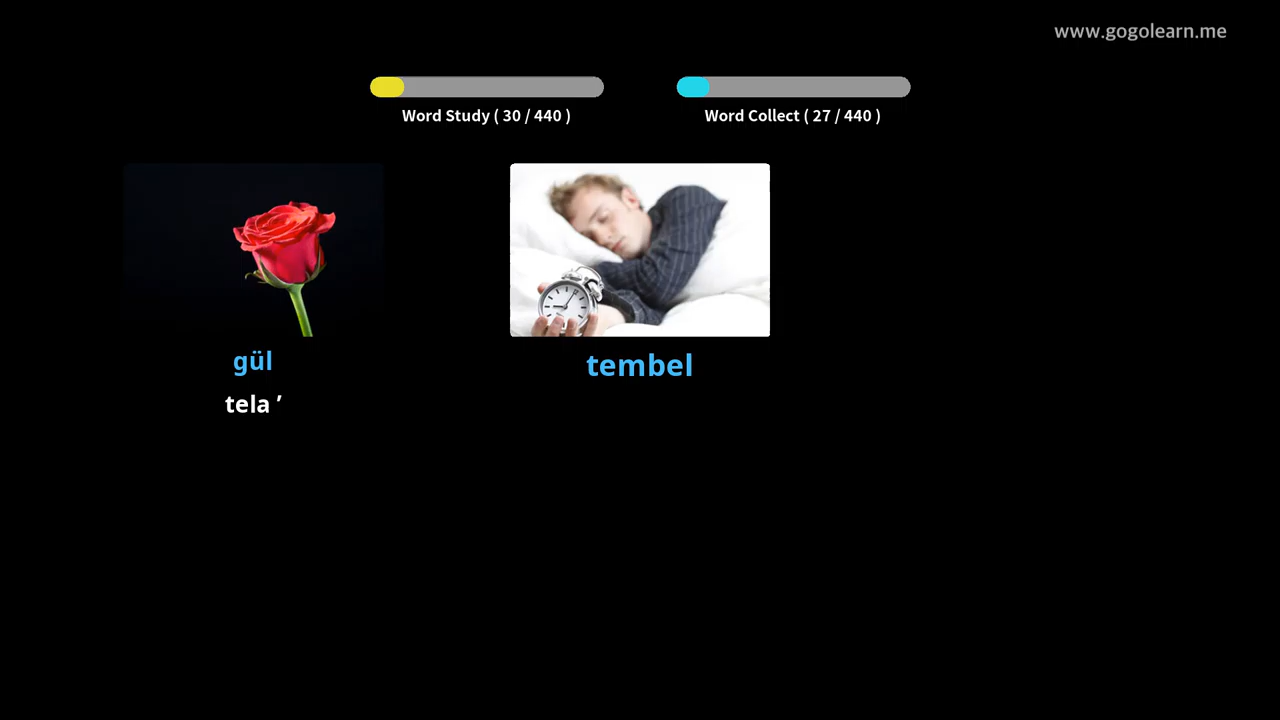 www.gogolearn.me
Word Study ( 30 / 440 )
Word Collect ( 27 / 440 )
gül
tela ’
tembel